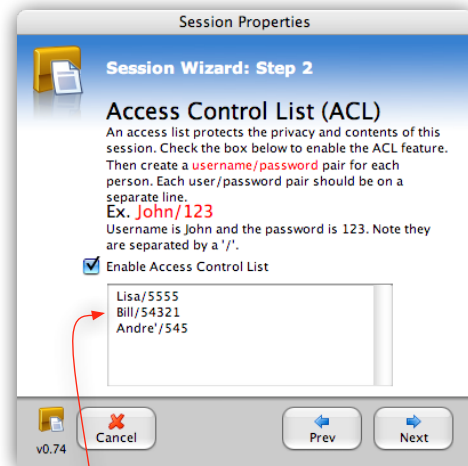 Session Properties
Session Wizard: Step 2
Access Control List (ACL)
An access list protects the privacy and contents of this
session. Check the box below to enable the ACL feature.
Then create a username/password pair for each
person. Each user/password pair should be on a
separate line.
Ex. John/123
Username is John and the password is 123. Note they
are separated by a '/'.
Enable Access Control List
Lisa/5555
Bill/54321
Andre'/545
v0.74
Cancel
Prev
Next